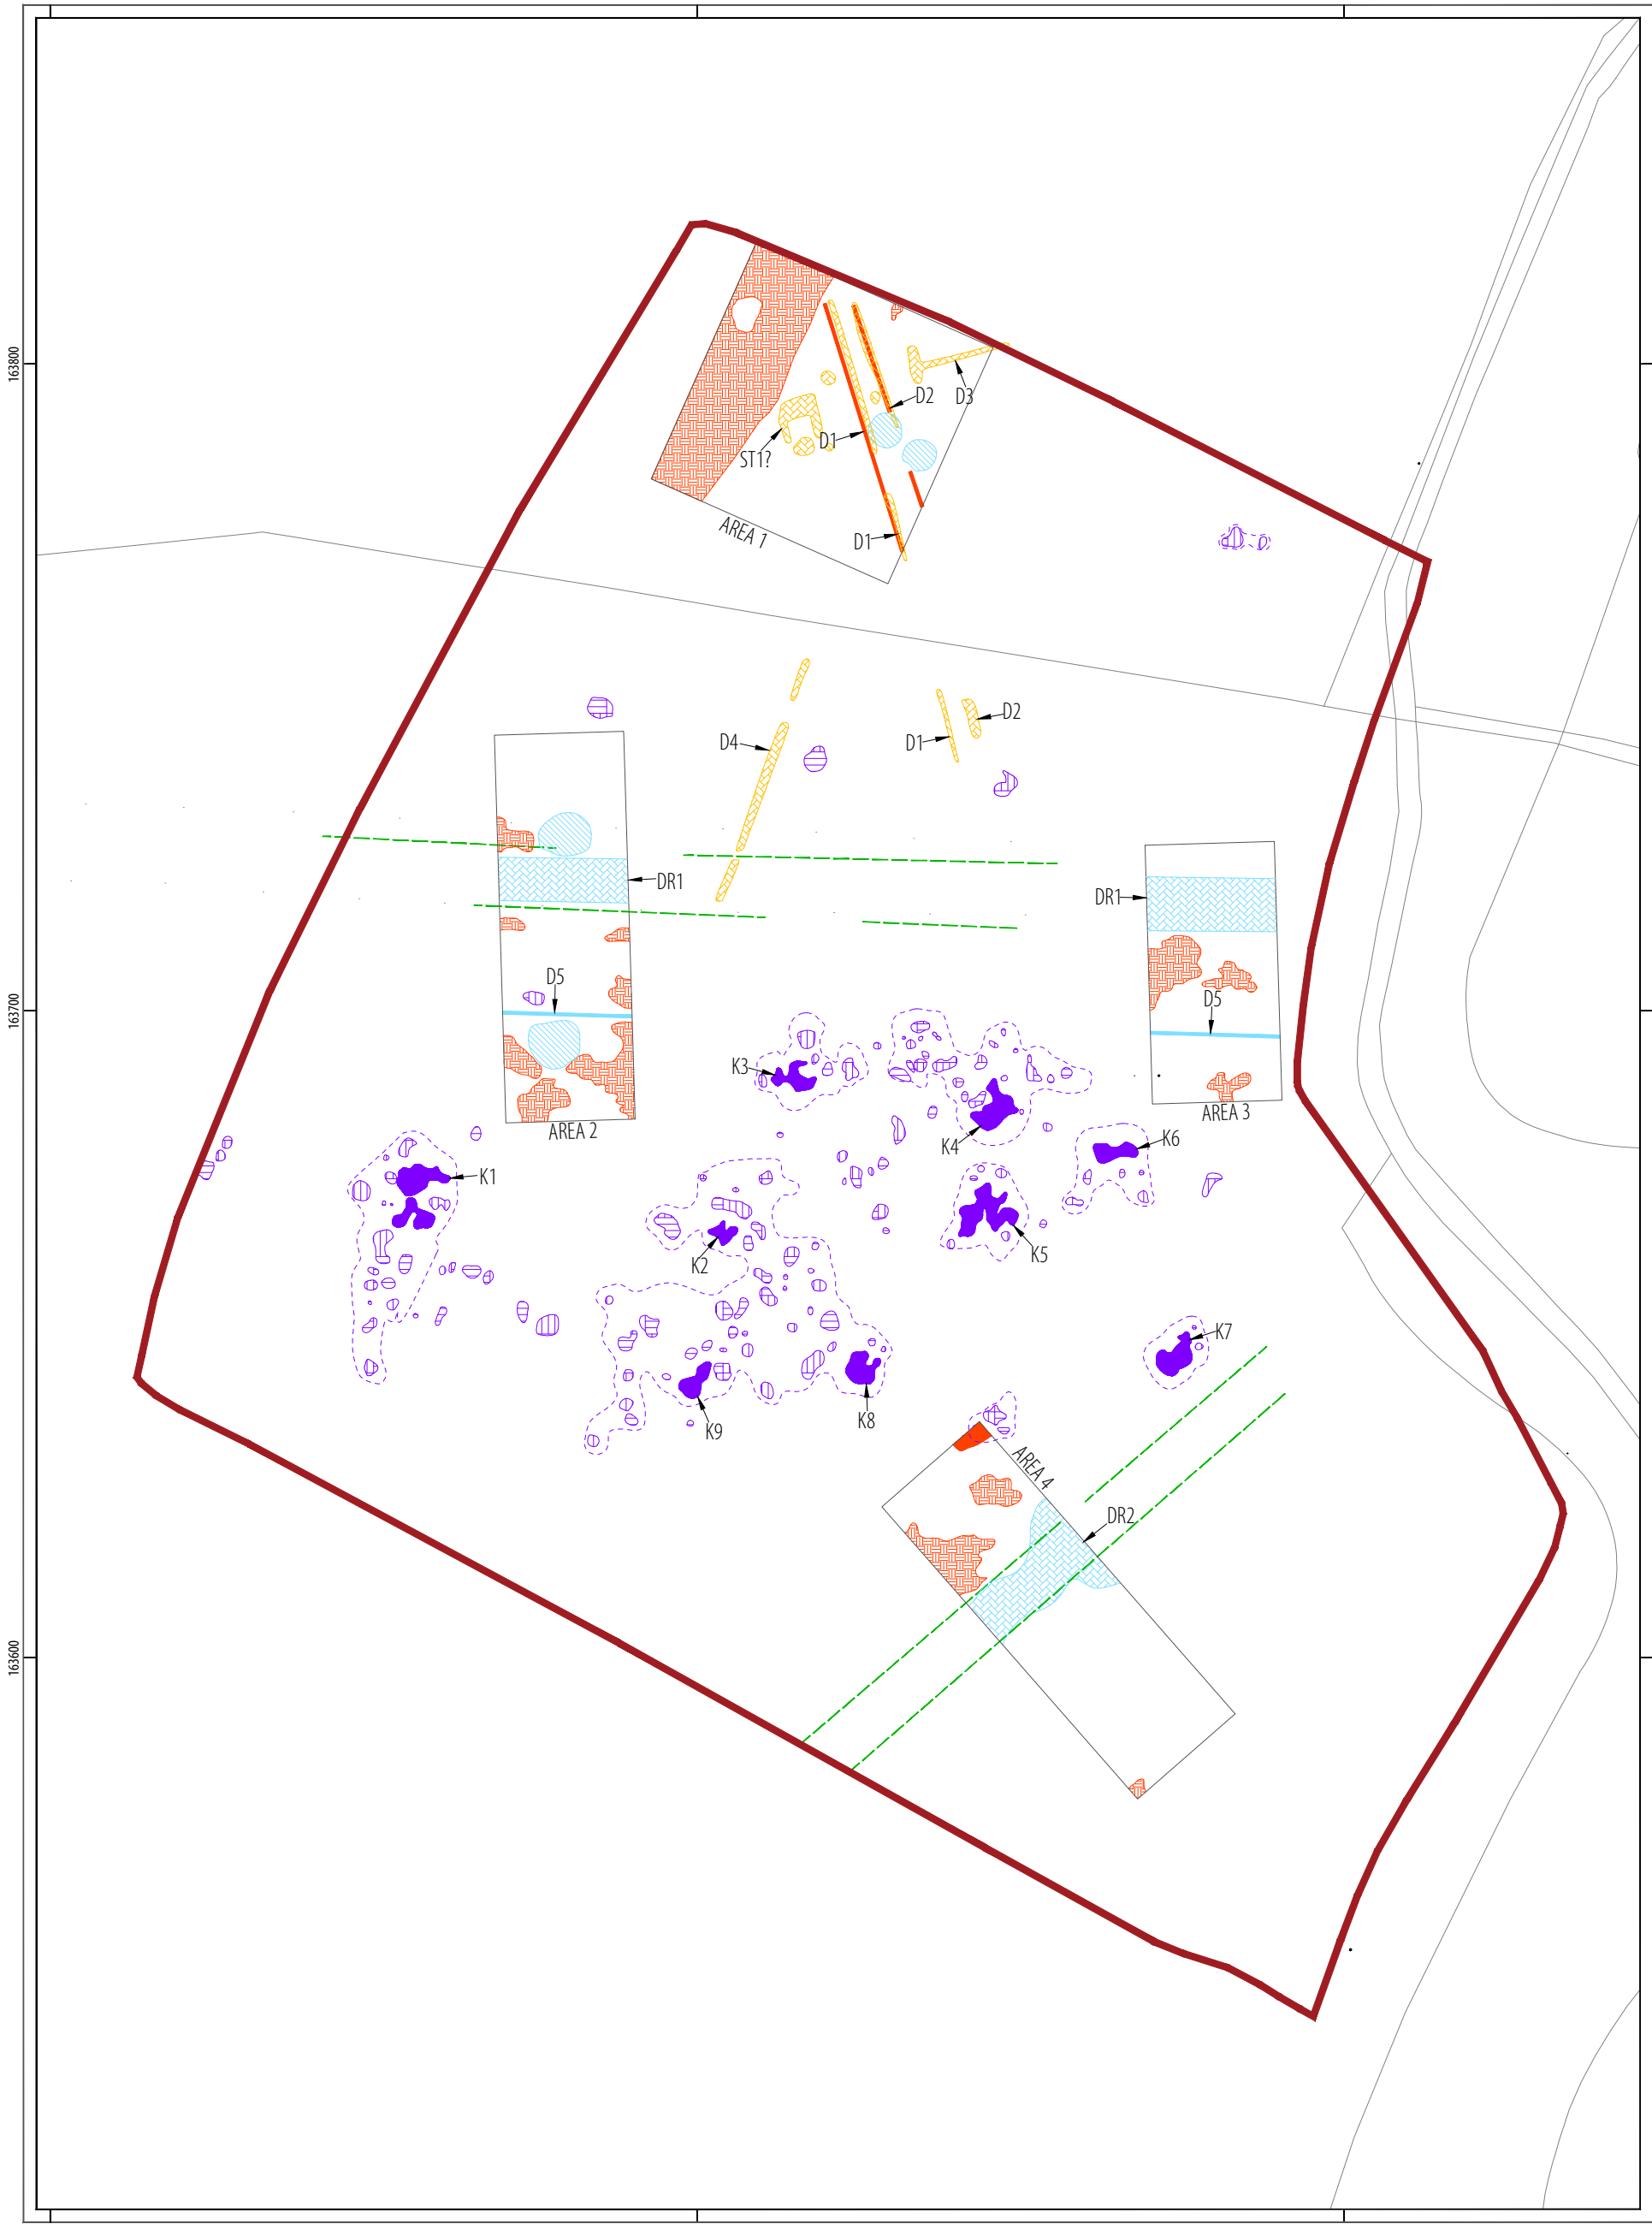 163800
D2
D3
D1
ST1?
AREA 1
D1
D2
D4
D1
DR1
DR1
D5
D5
K3
AREA 3
AREA 2
K4
K6
K1
K5
K2
K7
K8
K9
AREA 4
DR2
163700
163600